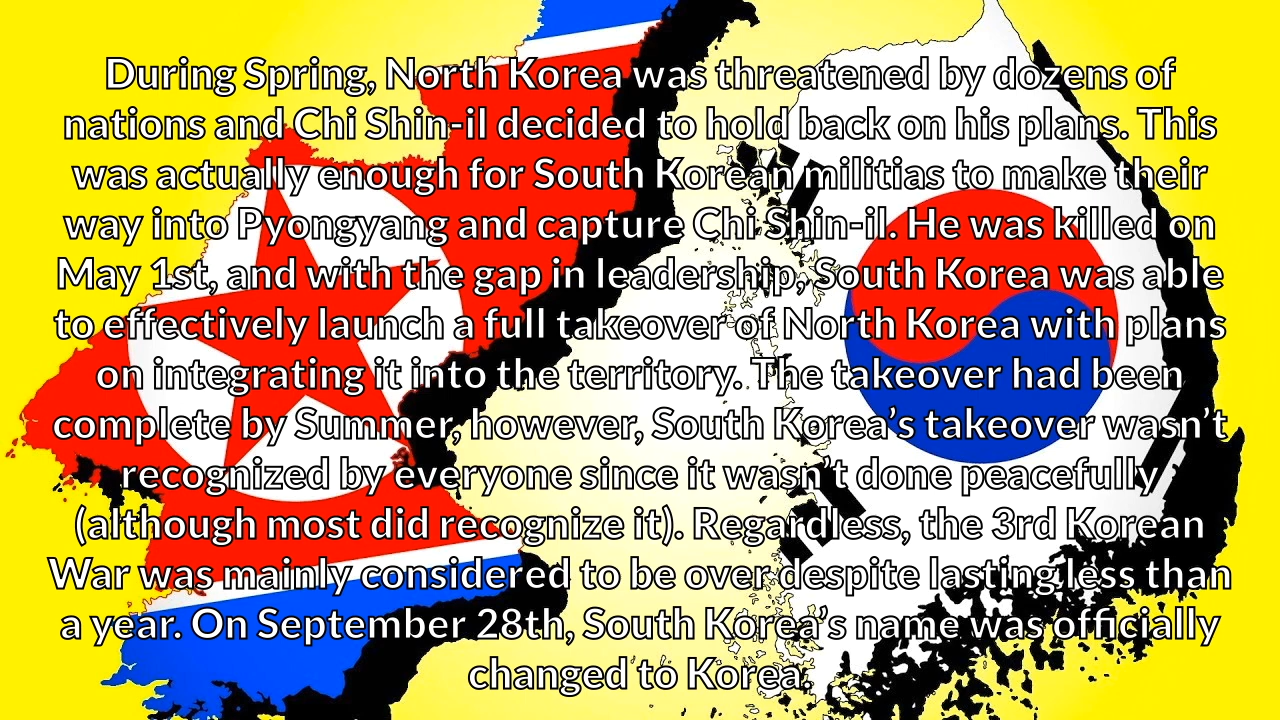 During Spring, North Korea was threatened by dozens of
nations and Chi Shin-il decided to hold back on his plans. This
was actually enough for South Korean militias to make their
way into Pyongyang and capture Chi Shin-il. He was killed on
May 1st, and with the gap in leadership, South Korea was able
to effectively launch a full takeover of North Korea with plans
on integrating it into the territory. The takeover had been
complete by Summer, however, South Korea’s takeover wasn’t
recognized by everyone since it wasn’t done peacefully
(although most did recognize it). Regardless, the 3rd Korean
War was mainly considered to be over despite lasting less than
a year. On September 28th, South Korea’s name was officially
changed to Korea.